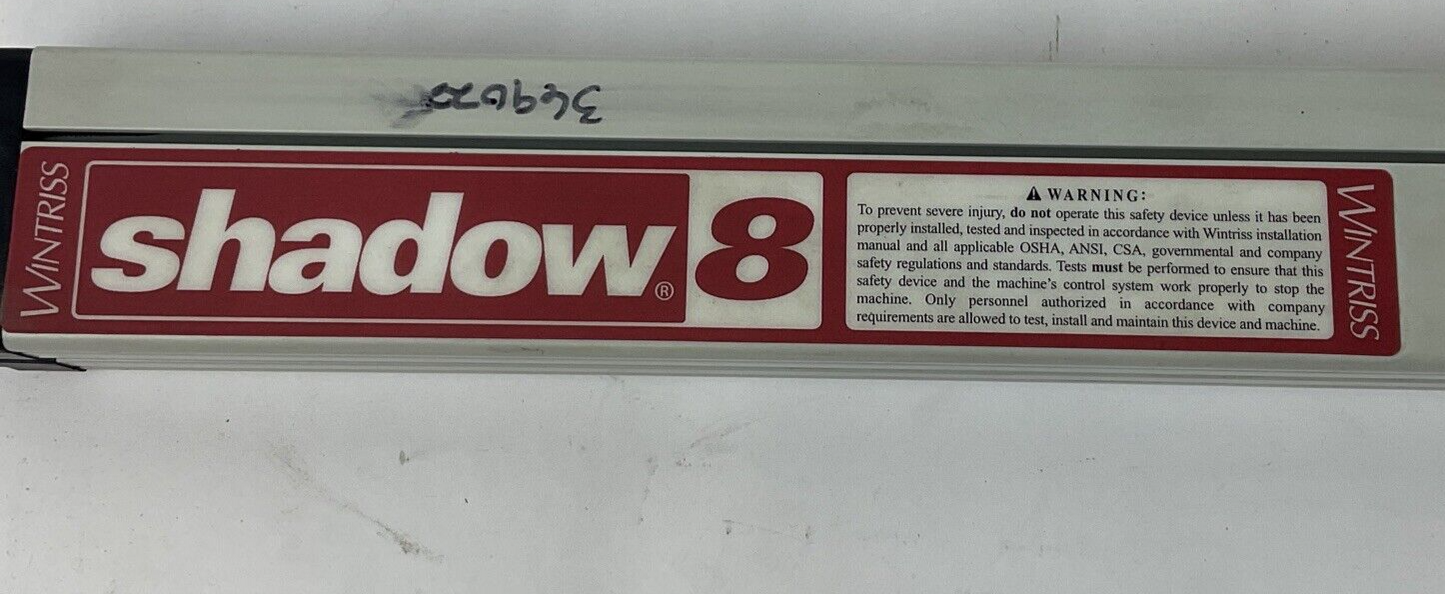 WINTRISS
shadow® 8
⚠ WARNING:
To prevent severe injury, do not operate this safety device unless it has been
properly installed, tested and inspected in accordance with Wintriss installation
manual and all applicable OSHA, ANSI, CSA, governmental and company
safety regulations and standards. Tests must be performed to ensure that this
safety device and the machine's control system work properly to stop the
machine. Only personnel authorized in accordance with company
requirements are allowed to test, install and maintain this device and machine.
WINTRISS